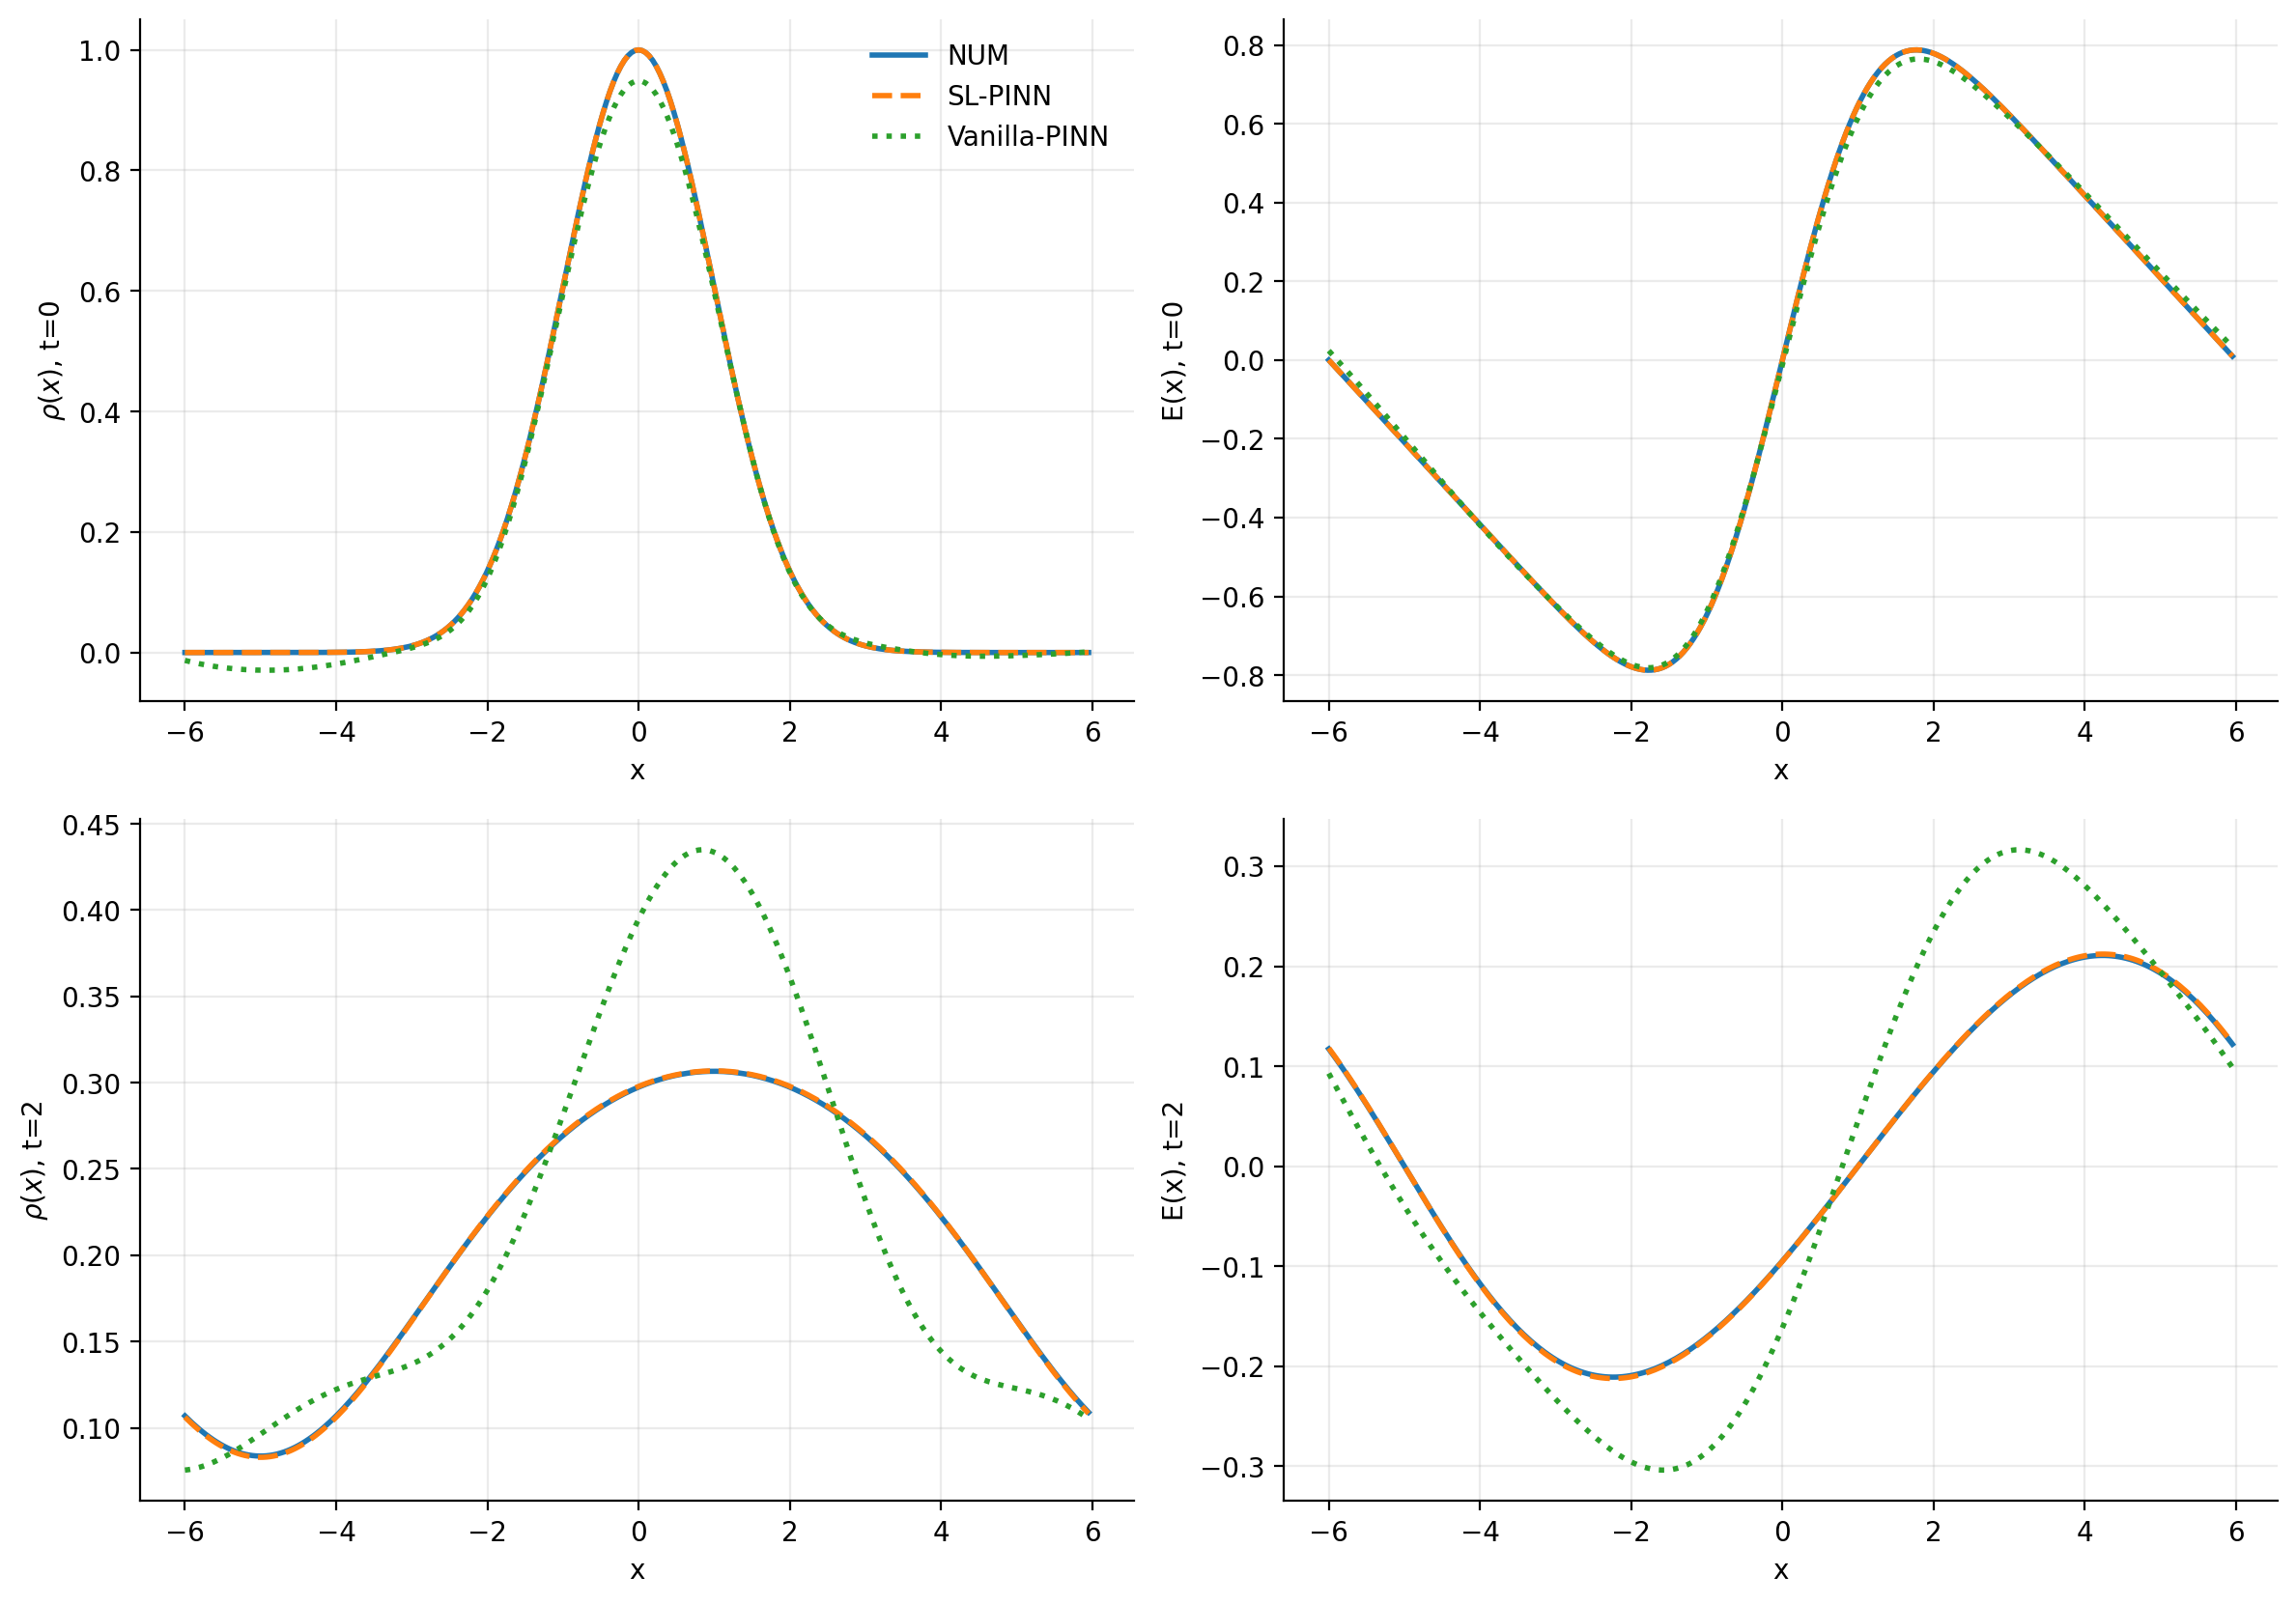 1.0
0.8
0.6
0.4
0.2
0.0
ρ(x), t=0
NUM
SL-PINN
Vanilla-PINN
−6 −4 −2 0 2 4 6
x
0.8
0.6
0.4
0.2
0.0
−0.2
−0.4
−0.6
−0.8
E(x), t=0
−6 −4 −2 0 2 4 6
x
0.45
0.40
0.35
0.30
0.25
0.20
0.15
0.10
ρ(x), t=2
−6 −4 −2 0 2 4 6
x
0.3
0.2
0.1
0.0
−0.1
−0.2
−0.3
E(x), t=2
−6 −4 −2 0 2 4 6
x